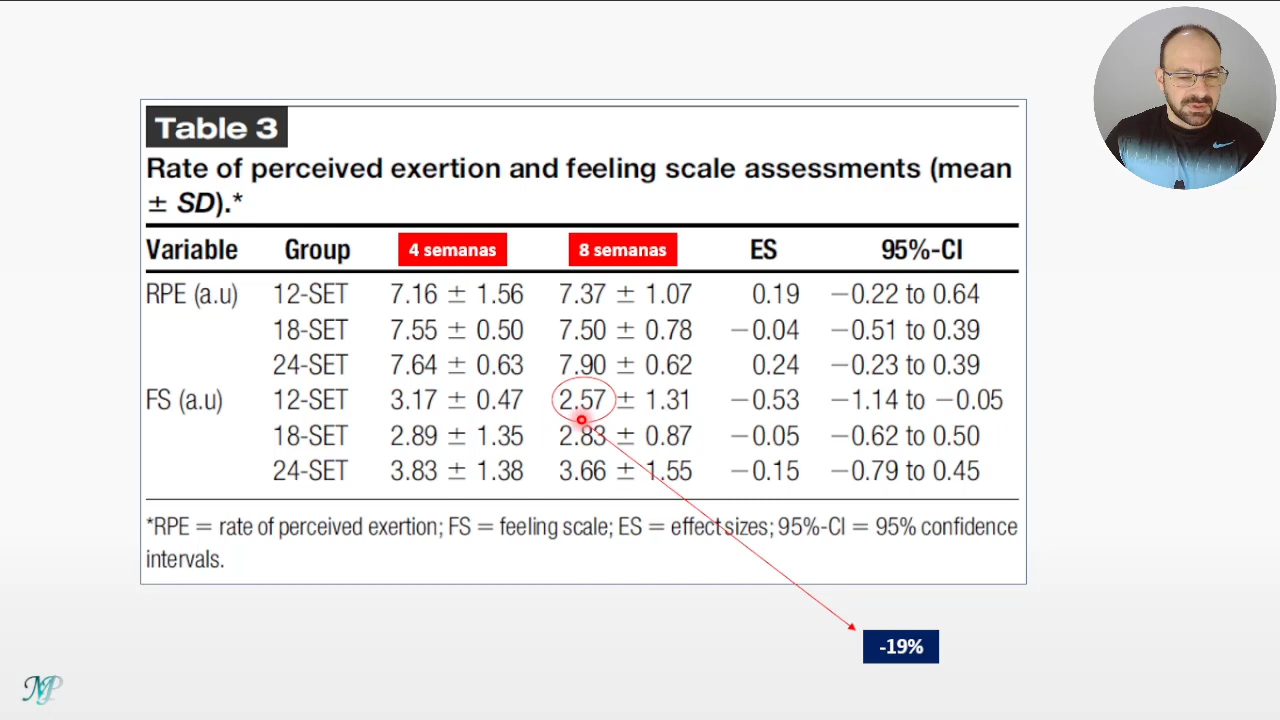 Table 3
Rate of perceived exertion and feeling scale assessments (mean
± SD).*
Variable Group 4 semanas 8 semanas ES 95%-CI
RPE (a.u) 12-SET 7.16 ± 1.56 7.37 ± 1.07 0.19 −0.22 to 0.64
18-SET 7.55 ± 0.50 7.50 ± 0.78 −0.04 −0.51 to 0.39
24-SET 7.64 ± 0.63 7.90 ± 0.62 0.24 −0.23 to 0.39
FS (a.u) 12-SET 3.17 ± 0.47 2.57 ± 1.31 −0.53 −1.14 to −0.05
18-SET 2.89 ± 1.35 2.83 ± 0.87 −0.05 −0.62 to 0.50
24-SET 3.83 ± 1.38 3.66 ± 1.55 −0.15 −0.79 to 0.45
*RPE = rate of perceived exertion; FS = feeling scale; ES = effect sizes; 95%-CI = 95% confidence
intervals.
-19%
MP